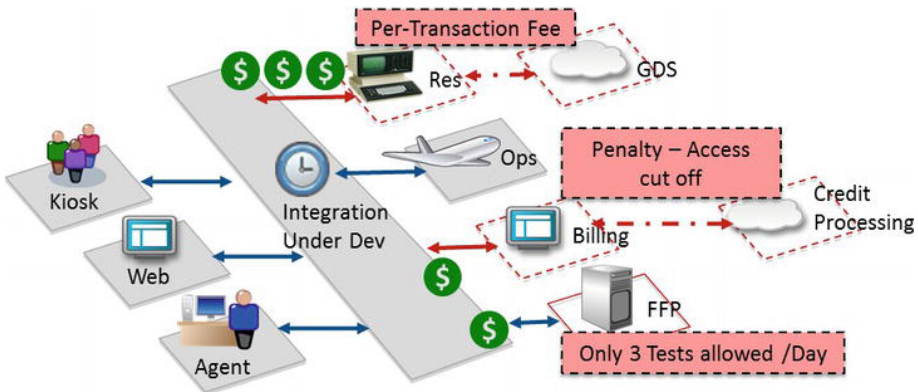 Per-Transaction Fee
$ $ $
Res
GDS
Kiosk
Ops
Integration
Under Dev
Penalty – Access
cut off
Billing
Credit
Processing
Web
$
Agent
$
FFP
Only 3 Tests allowed /Day